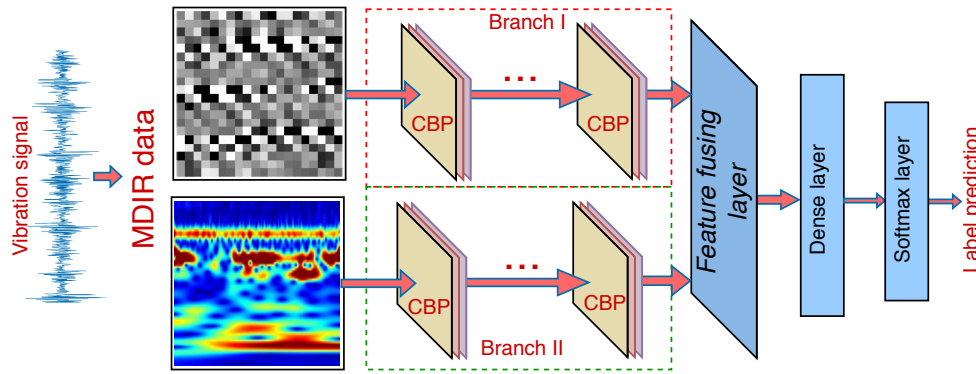 Vibration signal
MDIR data
Branch I
CBP
...
CBP
CBP
...
CBP
Branch II
Feature fusing
layer
Dense layer
Softmax layer
Label prediction